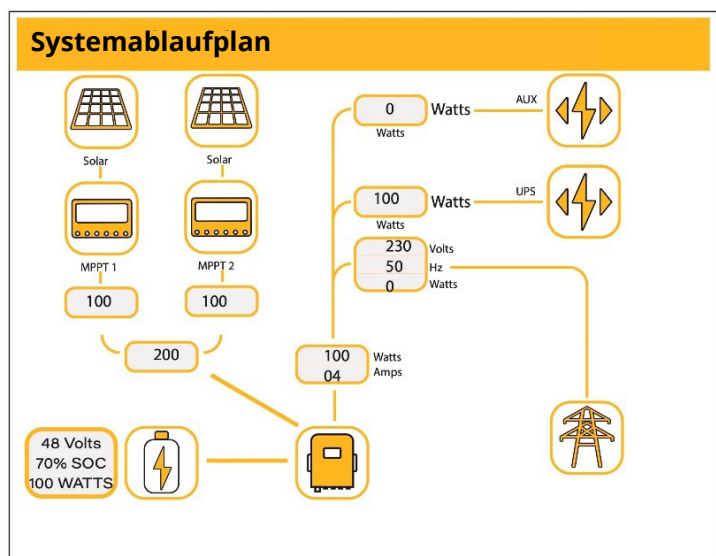 Systemablaufplan
Solar
Solar
MPPT 1
MPPT 2
100
100
200
0 Watts
Watts
AUX
100 Watts
Watts
UPS
230 Volts
50 Hz
0 Watts
100 Watts
04 Amps
48 Volts
70% SOC
100 WATTS